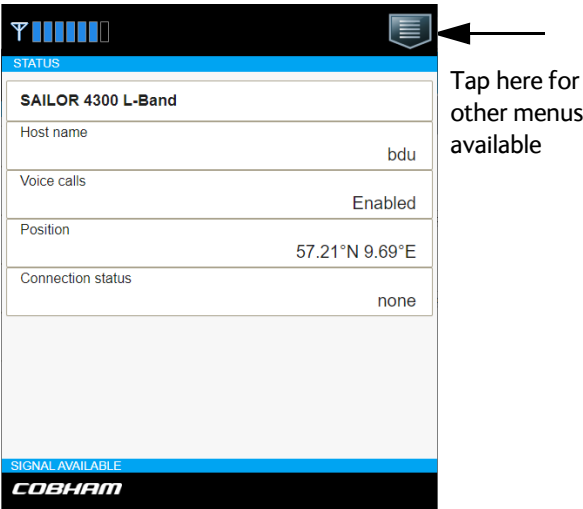 STATUS
SAILOR 4300 L-Band
Host name
bdu
Voice calls
Enabled
Position
57.21°N 9.69°E
Connection status
none
SIGNAL AVAILABLE
COBHAM
Tap here for
other menus
available